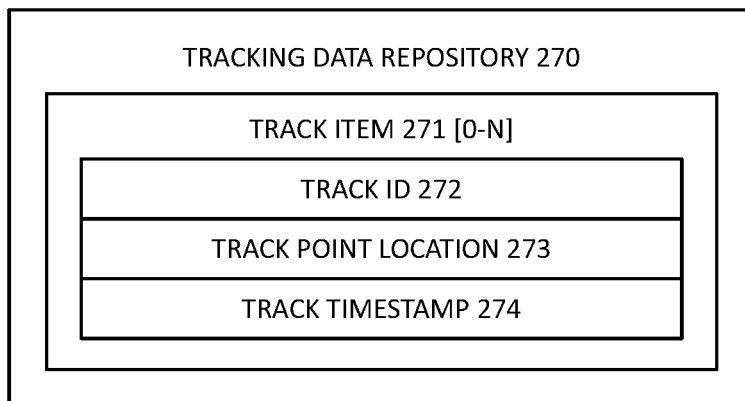 TRACKING DATA REPOSITORY 270
TRACK ITEM 271 [0-N]
TRACK ID 272
TRACK POINT LOCATION 273
TRACK TIMESTAMP 274